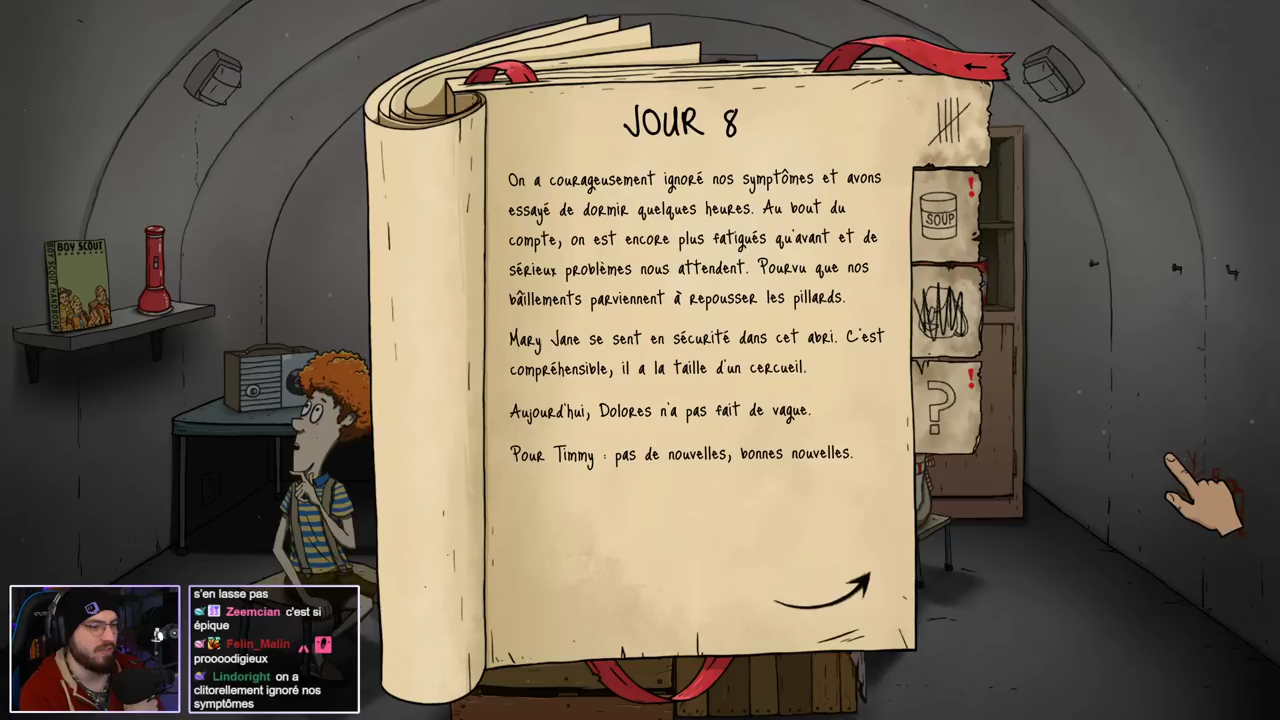 JOUR 8
On a courageusement ignoré nos symptômes et avons
essayé de dormir quelques heures. Au bout du
compte, on est encore plus fatigués qu'avant et de
sérieux problèmes nous attendent. Pourvu que nos
bâillements parviennent à repousser les pillards.
Mary Jane se sent en sécurité dans cet abri. C'est
compréhensible, il a la taille d'un cercueil.
Aujourd'hui, Dolores n'a pas fait de vague.
Pour Timmy : pas de nouvelles, bonnes nouvelles.
!
SOUP
!
?
BOY SCOUT
BOY SCOUT HANDBOOK
s'en lasse pas
Zeemcian c'est si
épique
Felin_Malin
proooodigieux
Lindoright on a
clitorellement ignoré nos
symptômes